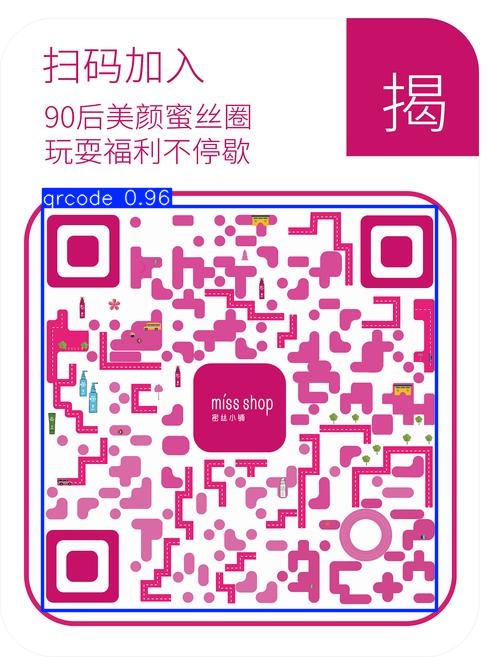 扫码加入
90后美颜蜜丝圈
玩耍福利不停歇
揭
qrcode 0.96
miss shop
密丝小铺